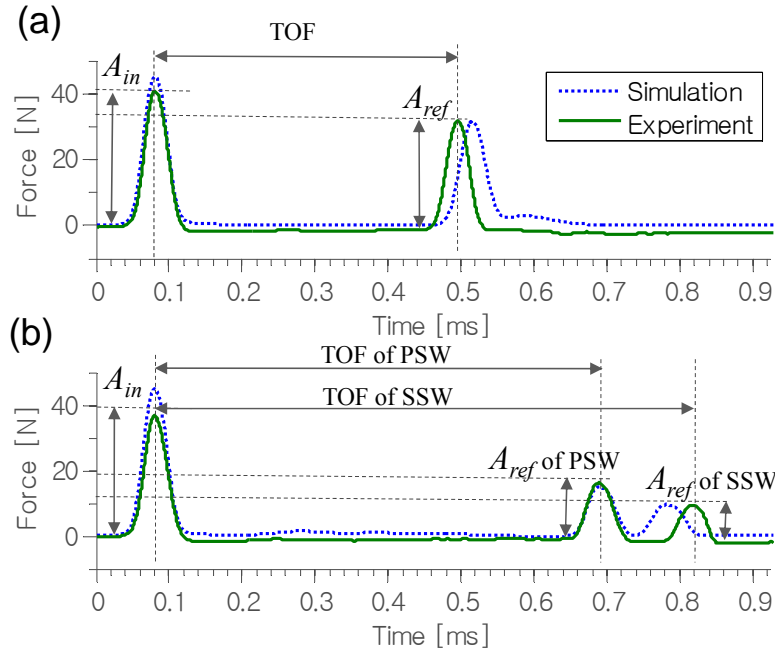 (a)
TOF
A_in
A_ref
Simulation
Experiment
Force [N]
40
20
0
0 0.1 0.2 0.3 0.4 0.5 0.6 0.7 0.8 0.9
Time [ms]
(b)
TOF of PSW
A_in
TOF of SSW
A_ref of PSW
A_ref of SSW
Force [N]
40
20
0
0 0.1 0.2 0.3 0.4 0.5 0.6 0.7 0.8 0.9
Time [ms]